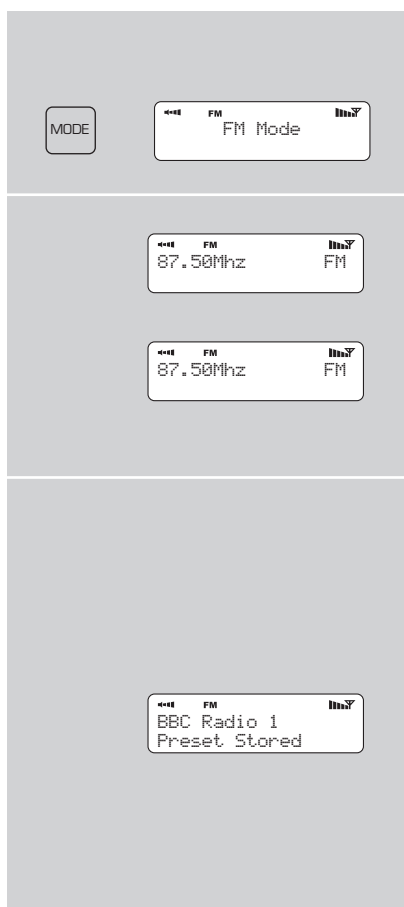 MODE
FM
FM Mode
FM
87.50Mhz FM
FM
87.50Mhz FM
FM
BBC Radio 1
Preset Stored